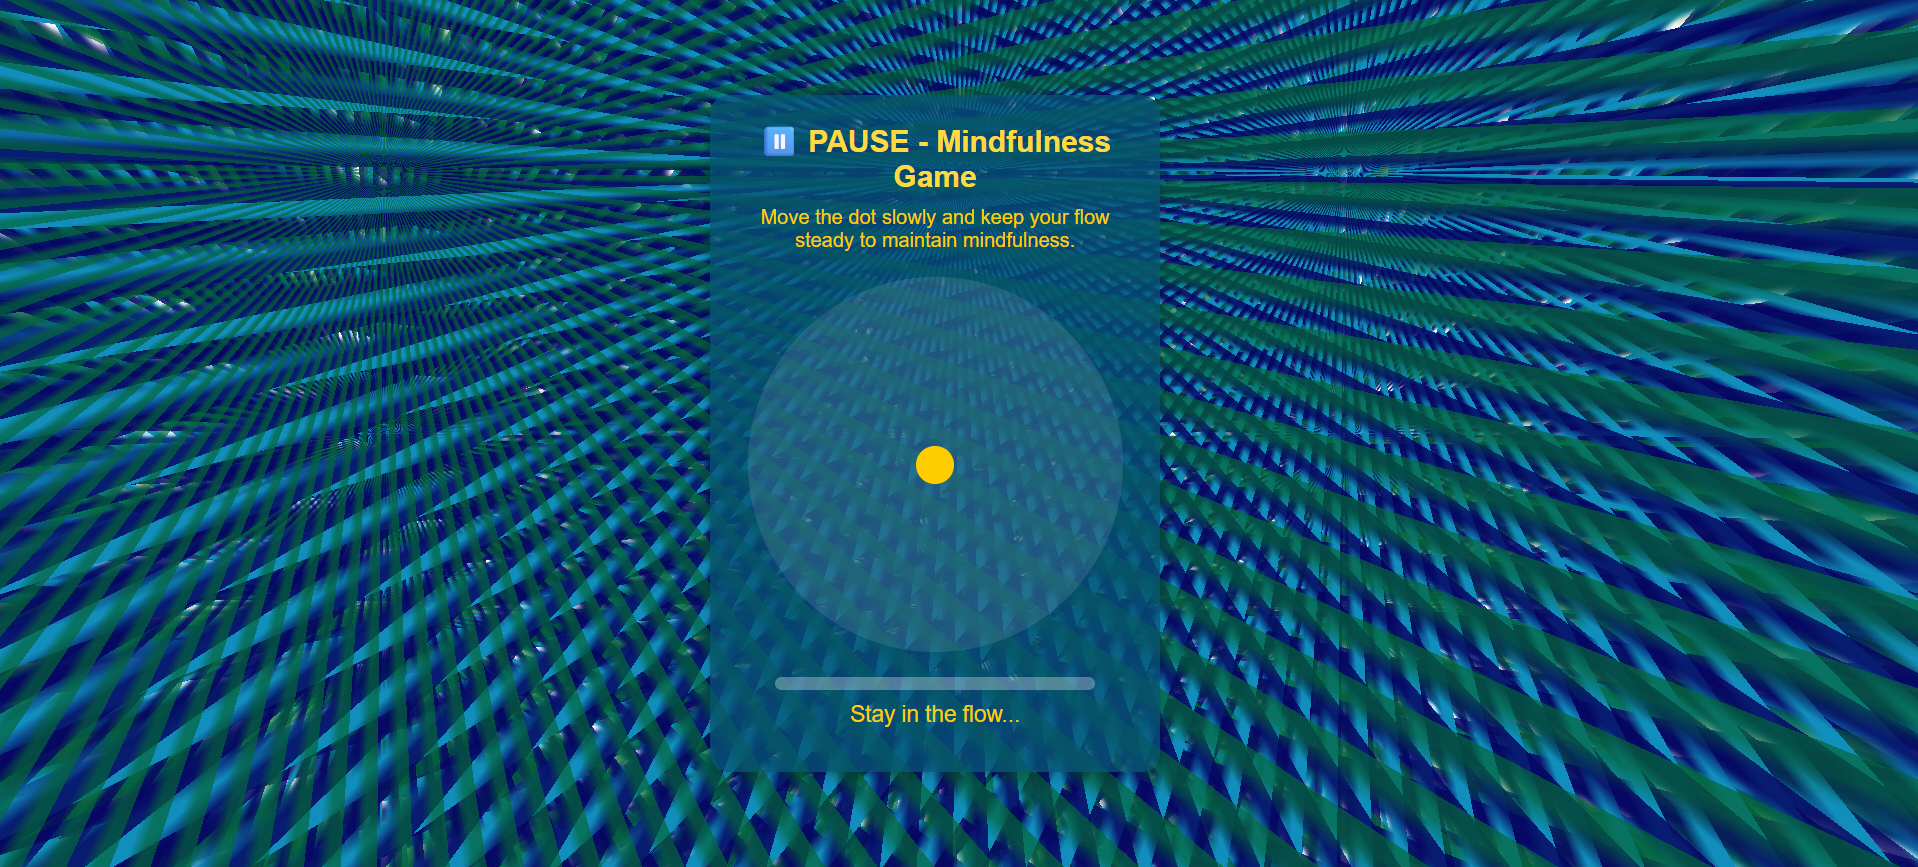 ⏸️ PAUSE - Mindfulness
Game
Move the dot slowly and keep your flow
steady to maintain mindfulness.
Stay in the flow...